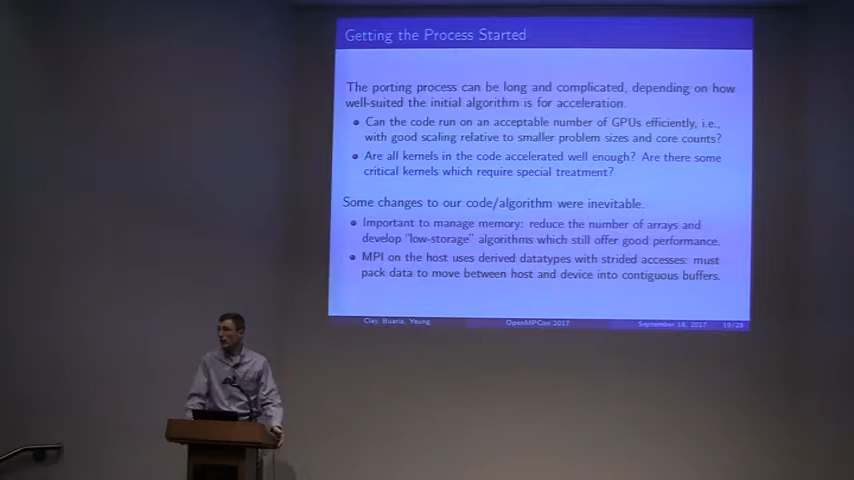 Getting the Process Started
The porting process can be long and complicated, depending on how
well-suited the initial algorithm is for acceleration.
Can the code run on an acceptable number of GPUs efficiently, i.e.,
with good scaling relative to smaller problem sizes and core counts?
Are all kernels in the code accelerated well enough? Are there some
critical kernels which require special treatment?
Some changes to our code/algorithm were inevitable.
Important to manage memory: reduce the number of arrays and
develop "low-storage" algorithms which still offer good performance.
MPI on the host uses derived datatypes with strided accesses: must
pack data to move between host and device into contiguous buffers.
Clay, Buaria, Yeung OpenMPCon 2017 September 18, 2017 19/28